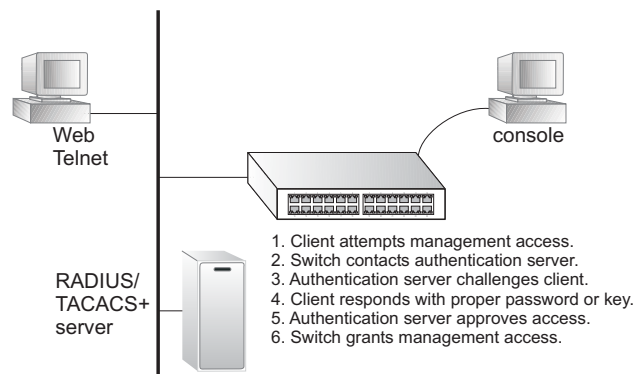 Web
Telnet
console
RADIUS/
TACACS+
server
1. Client attempts management access.
2. Switch contacts authentication server.
3. Authentication server challenges client.
4. Client responds with proper password or key.
5. Authentication server approves access.
6. Switch grants management access.